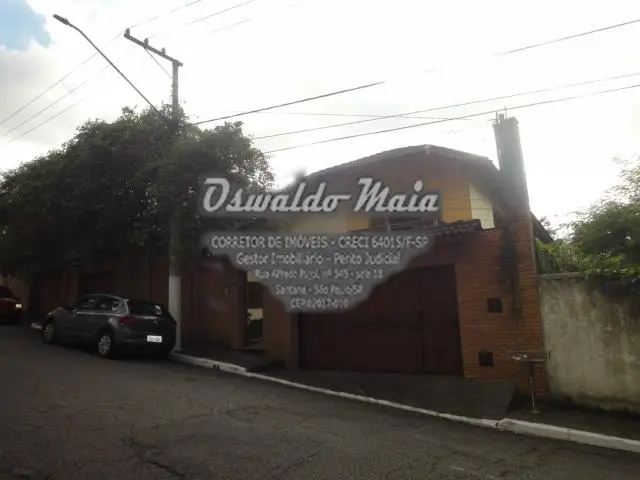 Oswaldo Maia
CORRETOR DE IMÓVEIS - CRECI 64015/F-SP
Gestor Imobiliário - Perito Judicial
Rua Alfredo Pujol, nº 545 - sala 18
Santana - São Paulo/SP
CEP 02017-010